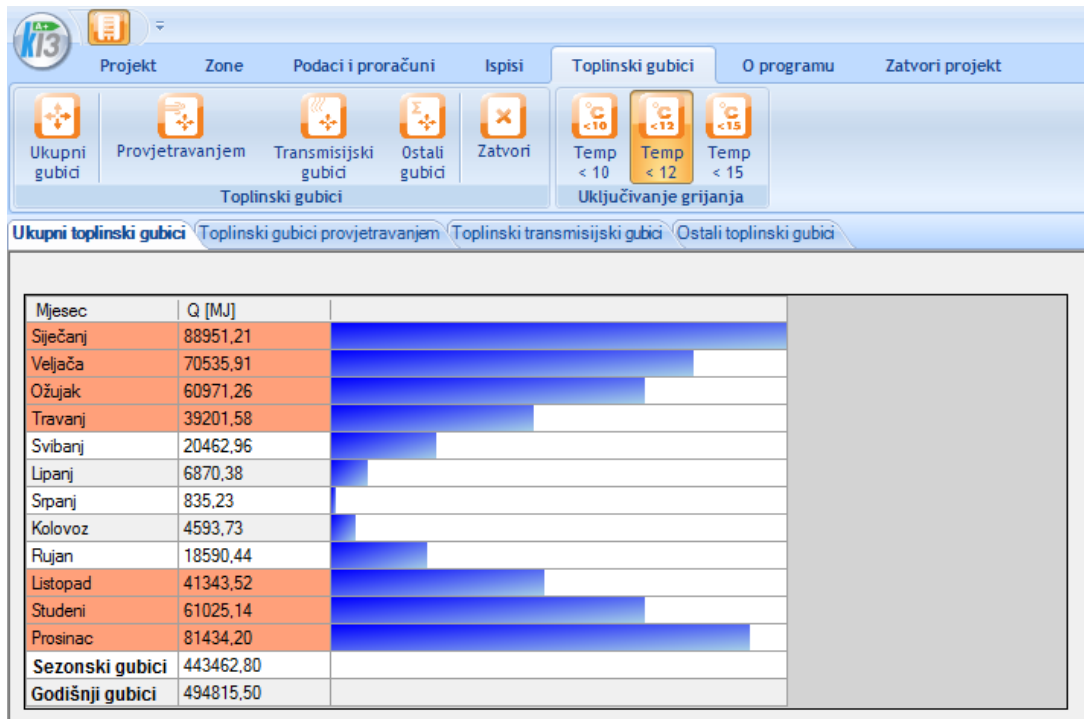 A+
KI3
Projekt Zone Podaci i proračuni Ispisi Toplinski gubici O programu Zatvori projekt
Ukupni gubici Provjetravanjem Transmisijski gubici Σ Ostali gubici Zatvori °C <10 Temp < 10 °C <12 Temp < 12 °C <15 Temp < 15
Toplinski gubici Uključivanje grijanja
Ukupni toplinski gubici Toplinski gubici provjetravanjem Toplinski transmisijski gubici Ostali toplinski gubici
Mjesec Q [MJ]
Siječanj 88951,21
Veljača 70535,91
Ožujak 60971,26
Travanj 39201,58
Svibanj 20462,96
Lipanj 6870,38
Srpanj 835,23
Kolovoz 4593,73
Rujan 18590,44
Listopad 41343,52
Studeni 61025,14
Prosinac 81434,20
Sezonski gubici 443462,80
Godišnji gubici 494815,50